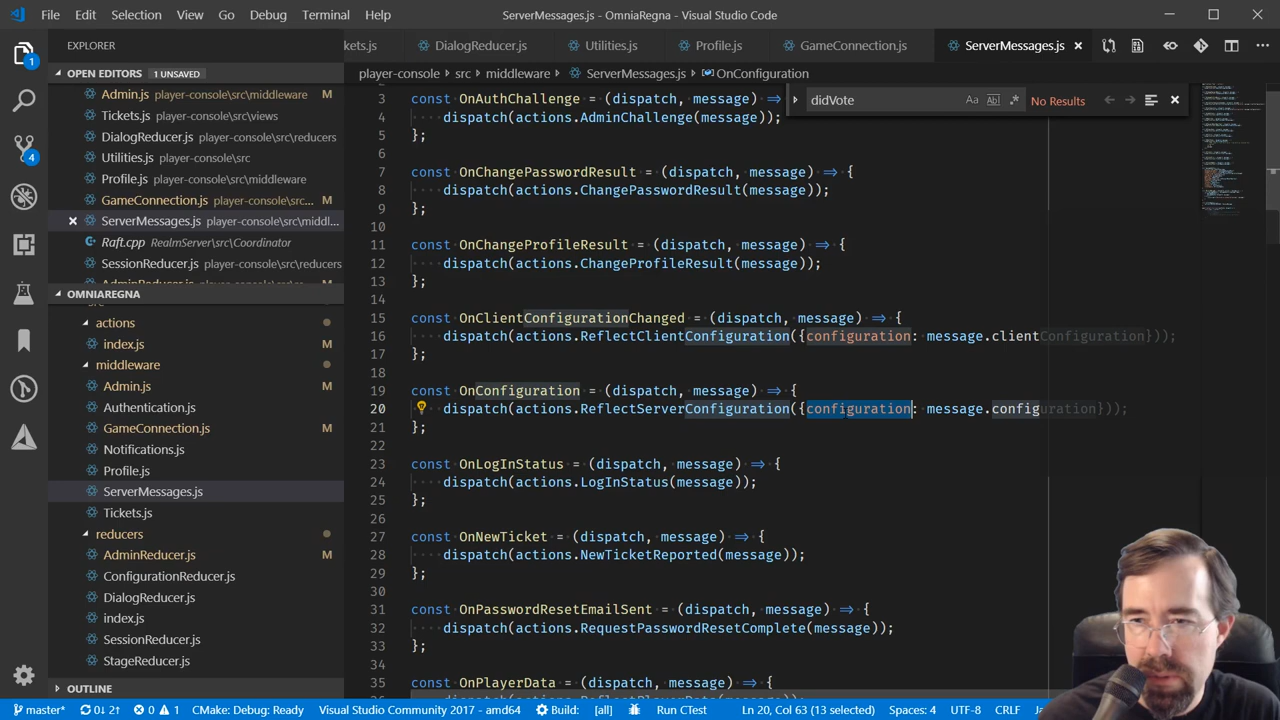 File Edit Selection View Go Debug Terminal Help ServerMessages.js - OmniaRegna - Visual Studio Code
EXPLORER
kets.js DialogReducer.js Utilities.js Profile.js GameConnection.js ServerMessages.js
OPEN EDITORS 1 UNSAVED
player-console > src > middleware > ServerMessages.js > OnConfiguration
Admin.js player-console\src\middleware M
Tickets.js player-console\src\views
DialogReducer.js player-console\src\reducers
Utilities.js player-console\src
Profile.js player-console\src\middleware
GameConnection.js player-console\src... M
ServerMessages.js player-console\src\middl...
Raft.cpp RealmServer\src\Coordinator
SessionReducer.js player-console\src\reducers
OMNIAREGNA
actions
index.js M
middleware
Admin.js M
Authentication.js
GameConnection.js M
Notifications.js
Profile.js
ServerMessages.js
Tickets.js
reducers
AdminReducer.js M
ConfigurationReducer.js
DialogReducer.js
index.js
SessionReducer.js
StageReducer.js
OUTLINE
didVote Aa Abl .* No Results
3 const OnAuthChallenge = (dispatch, message) =>
4 dispatch(actions.AdminChallenge(message));
5 };
6
7 const OnChangePasswordResult = (dispatch, message) => {
8 dispatch(actions.ChangePasswordResult(message));
9 };
10
11 const OnChangeProfileResult = (dispatch, message) => {
12 dispatch(actions.ChangeProfileResult(message));
13 };
14
15 const OnClientConfigurationChanged = (dispatch, message) => {
16 dispatch(actions.ReflectClientConfiguration({configuration: message.clientConfiguration}));
17 };
18
19 const OnConfiguration = (dispatch, message) => {
20 dispatch(actions.ReflectServerConfiguration({configuration: message.configuration}));
21 };
22
23 const OnLogInStatus = (dispatch, message) => {
24 dispatch(actions.LogInStatus(message));
25 };
26
27 const OnNewTicket = (dispatch, message) => {
28 dispatch(actions.NewTicketReported(message));
29 };
30
31 const OnPasswordResetEmailSent = (dispatch, message) => {
32 dispatch(actions.RequestPasswordResetComplete(message));
33 };
34
35 const OnPlayerData = (dispatch, message) => {
master* 0↓ 2↑ 0 1 CMake: Debug: Ready Visual Studio Community 2017 - amd64 Build: [all] Run CTest Ln 20, Col 63 (13 selected) Spaces: 4 UTF-8 CRLF